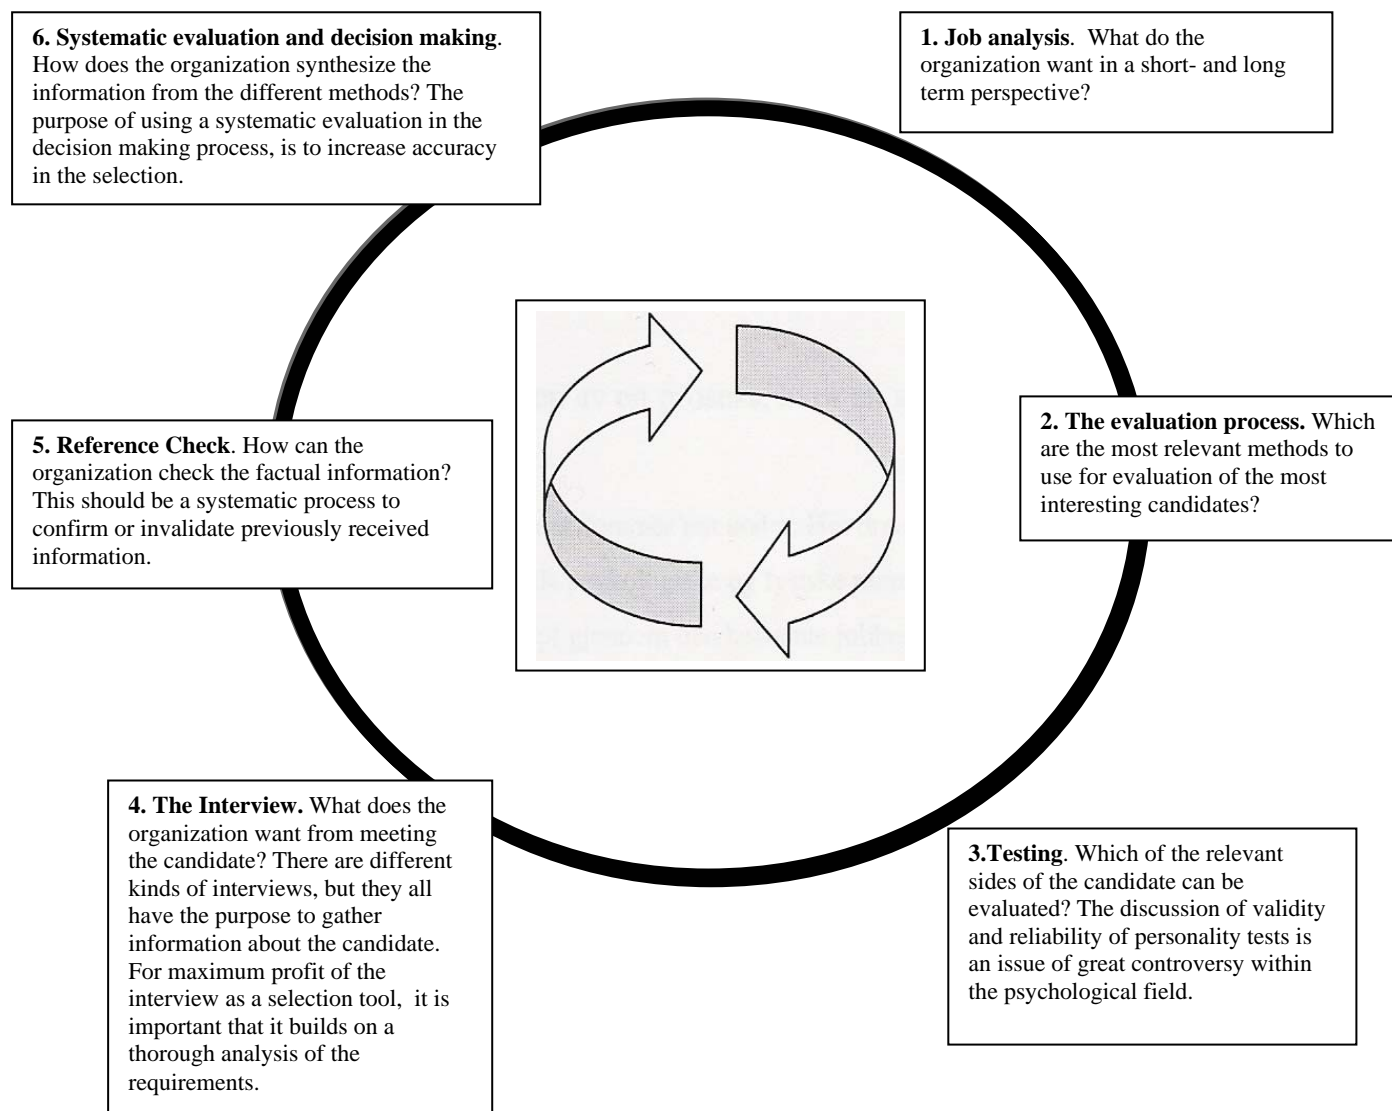 6. Systematic evaluation and decision making.
How does the organization synthesize the
information from the different methods? The
purpose of using a systematic evaluation in the
decision making process, is to increase accuracy
in the selection.
1. Job analysis.  What do the
organization want in a short- and long
term perspective?
2. The evaluation process. Which
are the most relevant methods to
use for evaluation of the most
interesting candidates?
3.Testing. Which of the relevant
sides of the candidate can be
evaluated? The discussion of validity
and reliability of personality tests is
an issue of great controversy within
the psychological field.
4. The Interview. What does the
organization want from meeting
the candidate? There are different
kinds of interviews, but they all
have the purpose to gather
information about the candidate.
For maximum profit of the
interview as a selection tool,  it is
important that it builds on a
thorough analysis of the
requirements.
5. Reference Check. How can the
organization check the factual information?
This should be a systematic process to
confirm or invalidate previously received
information.